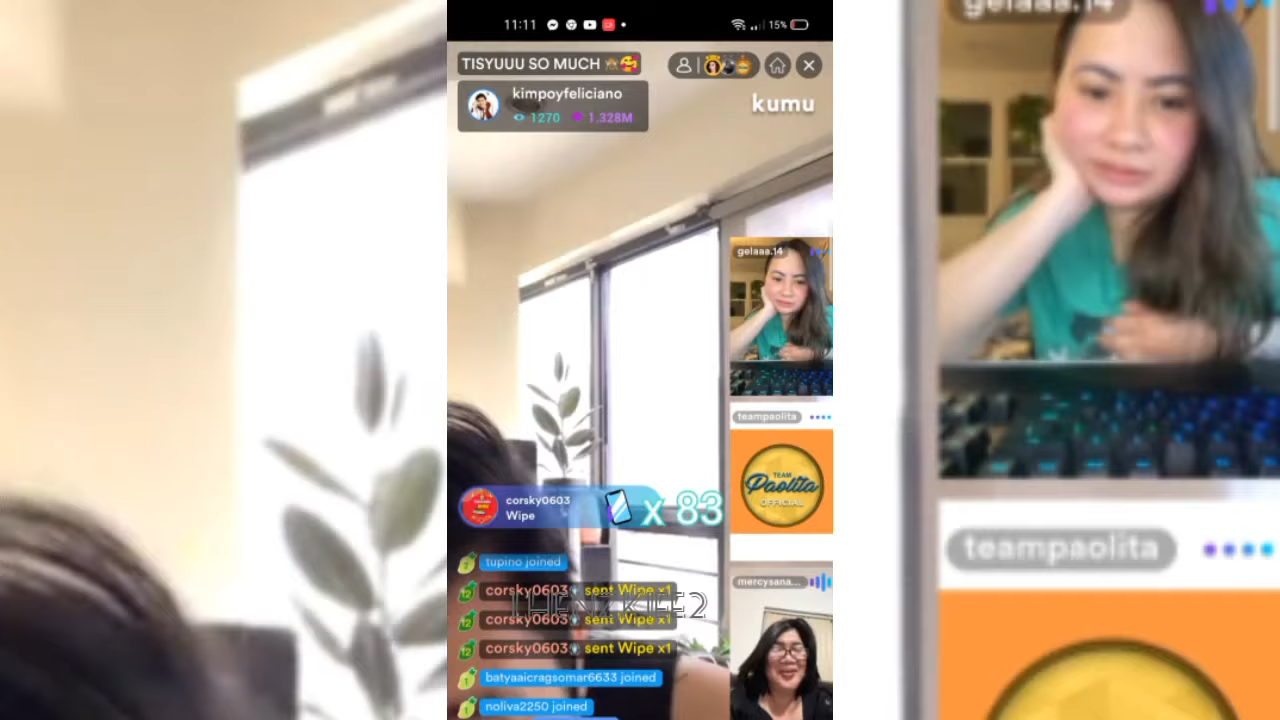 11:11
15%
TISYUUU SO MUCH
kimpoyfeliciano
1270
1.328M
kumu
gelaaa.14
gelaaa.14
teampaolita
TEAM
Paolita
OFFICIAL
corsky0603
Wipe
x 83
tupino joined
corsky0603 sent Wipe x1
corsky0603 sent Wipe x1
corsky0603 sent Wipe x1
batyaaicragsomar6633 joined
noliva2250 joined
mercysana...
teampaolita